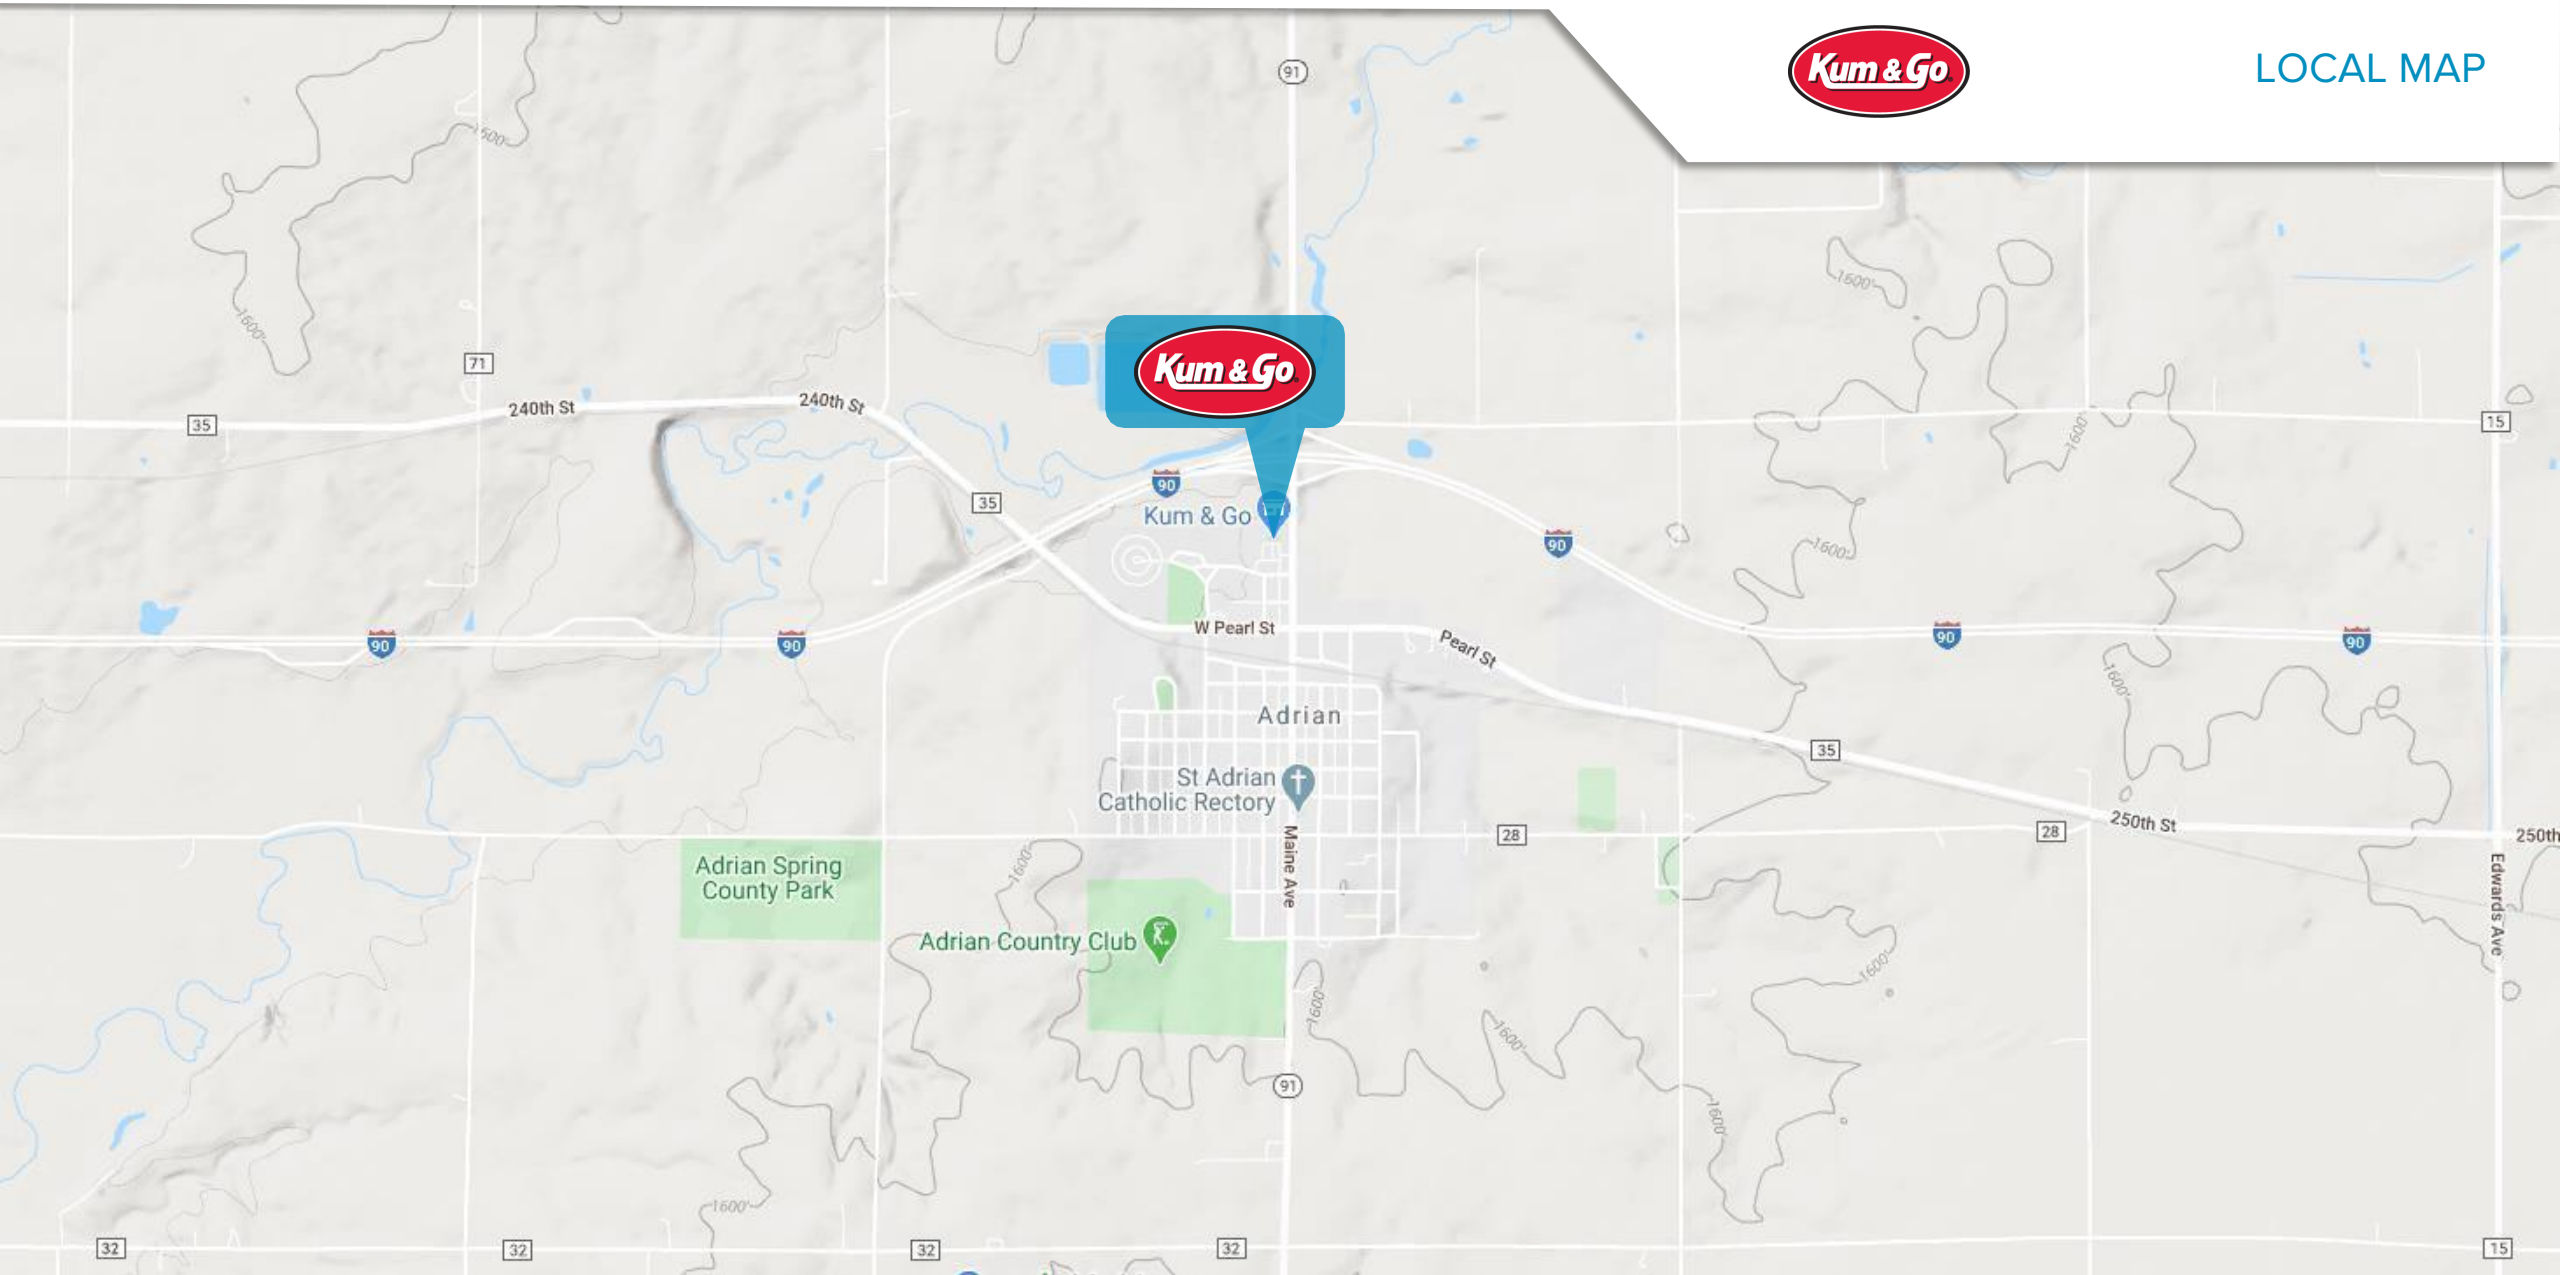 Kum & Go
LOCAL MAP
91
1600'
1600'
1600'
71
Kum & Go
240th St
240th St
35
15
1600'
35
90
Kum & Go
90
1600'
90
90
W Pearl St
Pearl St
90
90
1600'
Adrian
35
St Adrian
Catholic Rectory
28
28
250th St
250th
Maine Ave
Edwards Ave
Adrian Spring
County Park
1600'
Adrian Country Club
1600'
1600'
1600'
91
1600'
1600'
32
32
32
32
15